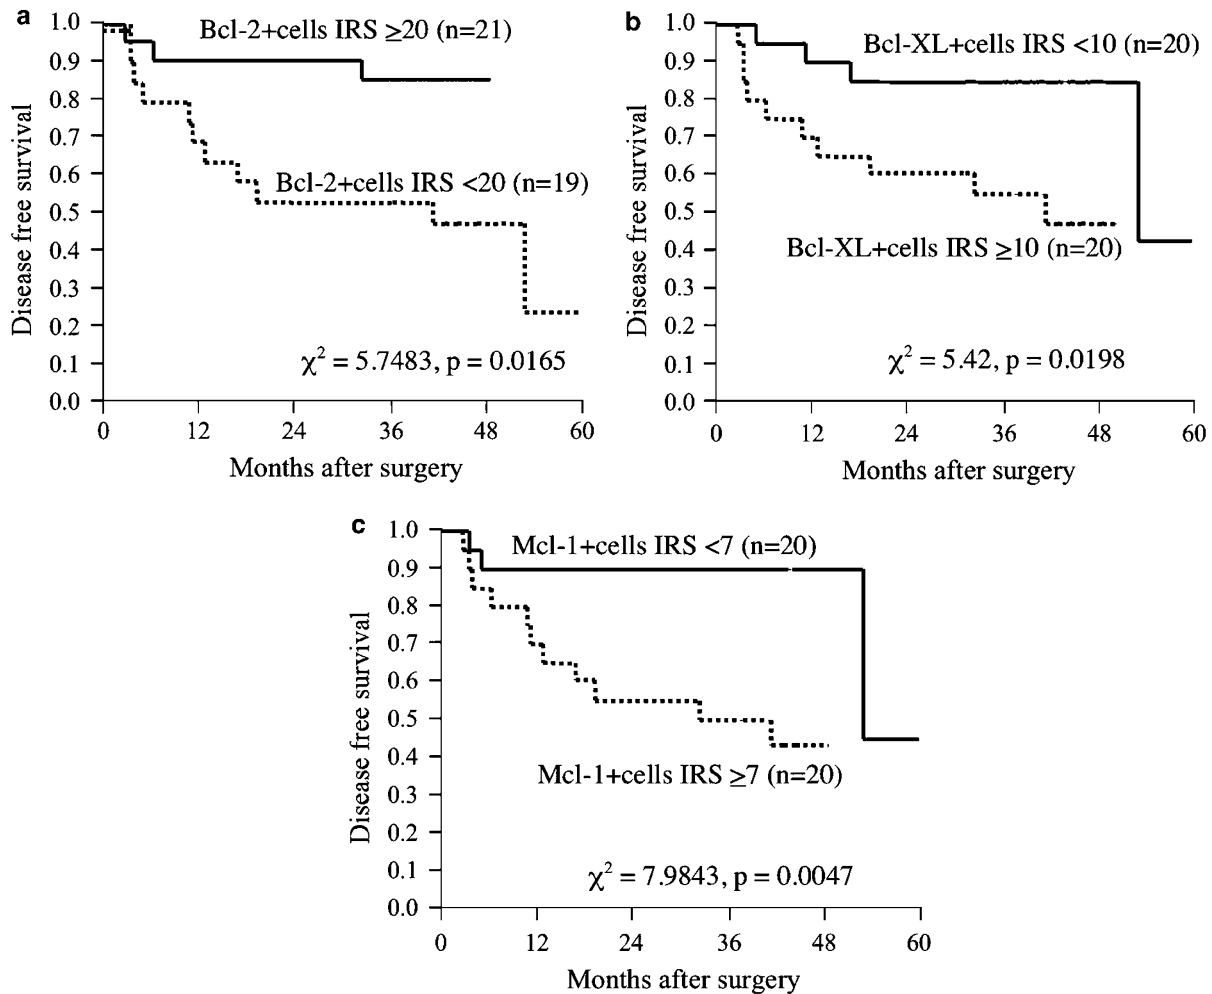 a
Bcl-2+cells IRS ≥20 (n=21)
Bcl-2+cells IRS <20 (n=19)
χ² = 5.7483, p = 0.0165
Disease free survival
1.0
0.9
0.8
0.7
0.6
0.5
0.4
0.3
0.2
0.1
0.0
0 12 24 36 48 60
Months after surgery
b
Bcl-XL+cells IRS <10 (n=20)
Bcl-XL+cells IRS ≥10 (n=20)
χ² = 5.42, p = 0.0198
Disease free survival
1.0
0.9
0.8
0.7
0.6
0.5
0.4
0.3
0.2
0.1
0.0
0 12 24 36 48 60
Months after surgery
c
Mcl-1+cells IRS <7 (n=20)
Mcl-1+cells IRS ≥7 (n=20)
χ² = 7.9843, p = 0.0047
Disease free survival
1.0
0.9
0.8
0.7
0.6
0.5
0.4
0.3
0.2
0.1
0.0
0 12 24 36 48 60
Months after surgery